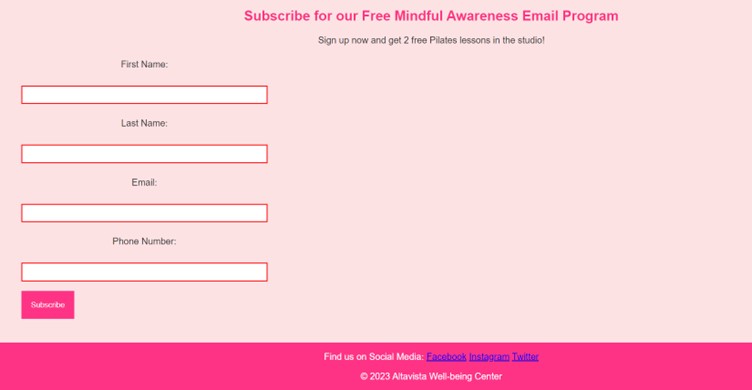 Subscribe for our Free Mindful Awareness Email Program
Sign up now and get 2 free Pilates lessons in the studio!
First Name:
Last Name:
Email:
Phone Number:
Subscribe
Find us on Social Media: Facebook Instagram Twitter
© 2023 Altavista Well-being Center